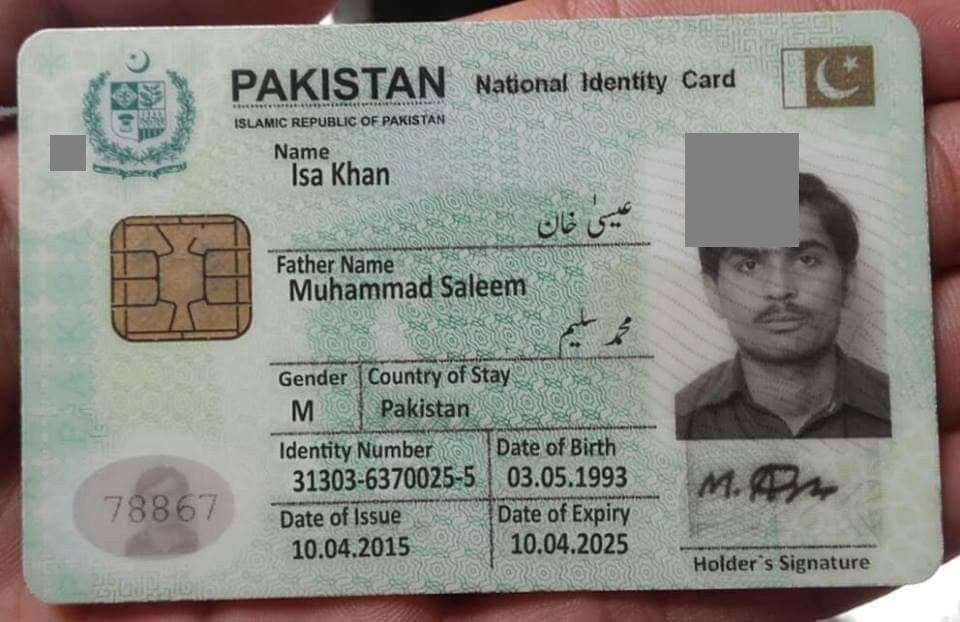 PAKISTAN National Identity Card
ISLAMIC REPUBLIC OF PAKISTAN
Name
Isa Khan
عیسیٰ خان
Father Name
Muhammad Saleem
محمد سلیم
Gender Country of Stay
M Pakistan
Identity Number Date of Birth
31303-6370025-5 03.05.1993
Date of Issue Date of Expiry
10.04.2015 10.04.2025
78867
Holder`s Signature